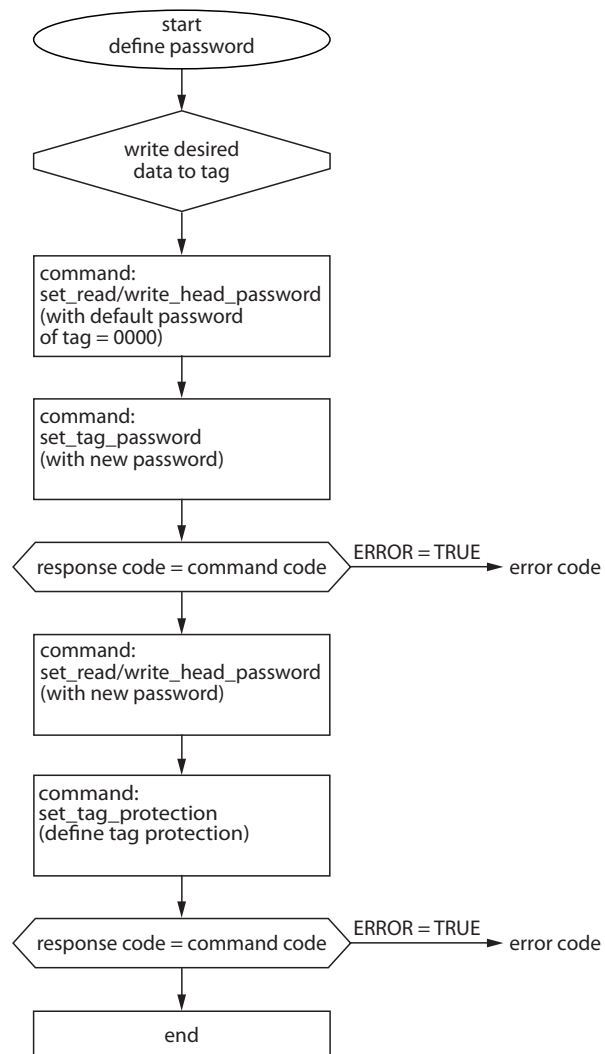 start
define password
write desired
data to tag
command:
set_read/write_head_password
(with default password
of tag = 0000)
command:
set_tag_password
(with new password)
response code = command code
ERROR = TRUE
error code
command:
set_read/write_head_password
(with new password)
command:
set_tag_protection
(define tag protection)
response code = command code
ERROR = TRUE
error code
end